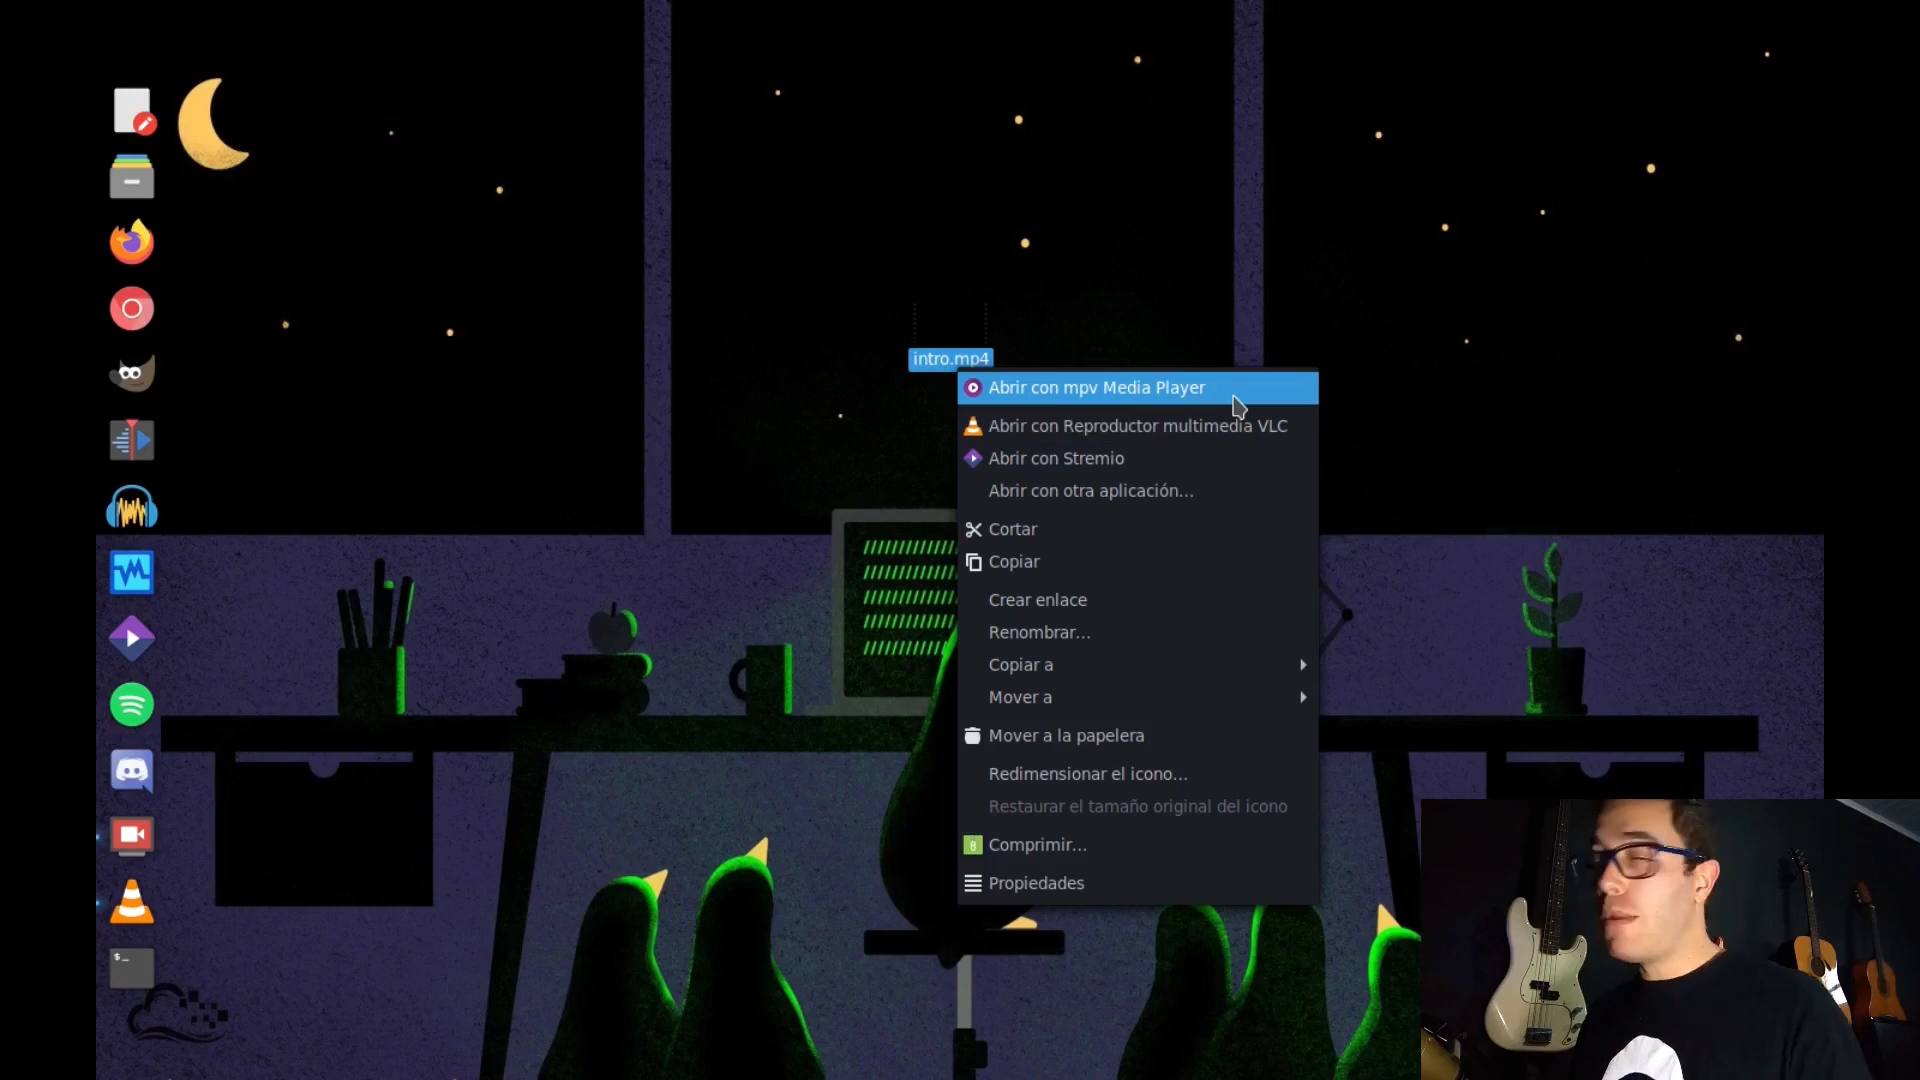 intro.mp4
Abrir con mpv Media Player
Abrir con Reproductor multimedia VLC
Abrir con Stremio
Abrir con otra aplicación...
Cortar
Copiar
Crear enlace
Renombrar...
Copiar a
Mover a
Mover a la papelera
Redimensionar el icono...
Restaurar el tamaño original del icono
Comprimir...
Propiedades
$_